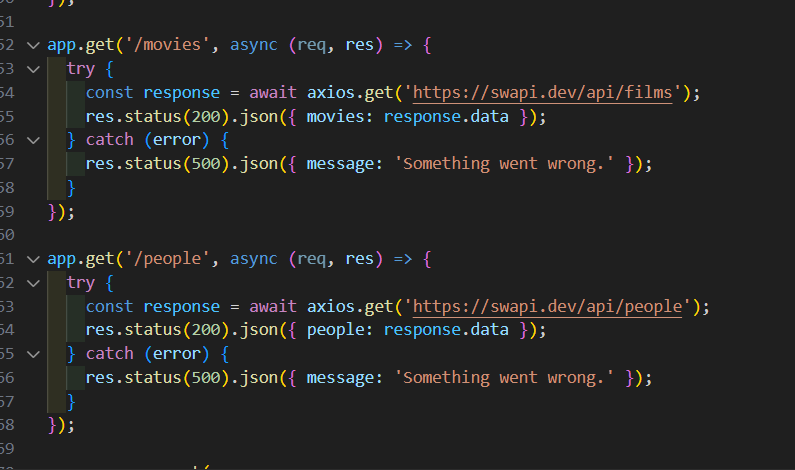 });
51
52 app.get('/movies', async (req, res) => {
53 try {
54 const response = await axios.get('https://swapi.dev/api/films');
55 res.status(200).json({ movies: response.data });
56 } catch (error) {
57 res.status(500).json({ message: 'Something went wrong.' });
58 }
59 });
60
61 app.get('/people', async (req, res) => {
62 try {
63 const response = await axios.get('https://swapi.dev/api/people');
64 res.status(200).json({ people: response.data });
65 } catch (error) {
66 res.status(500).json({ message: 'Something went wrong.' });
67 }
68 });
69